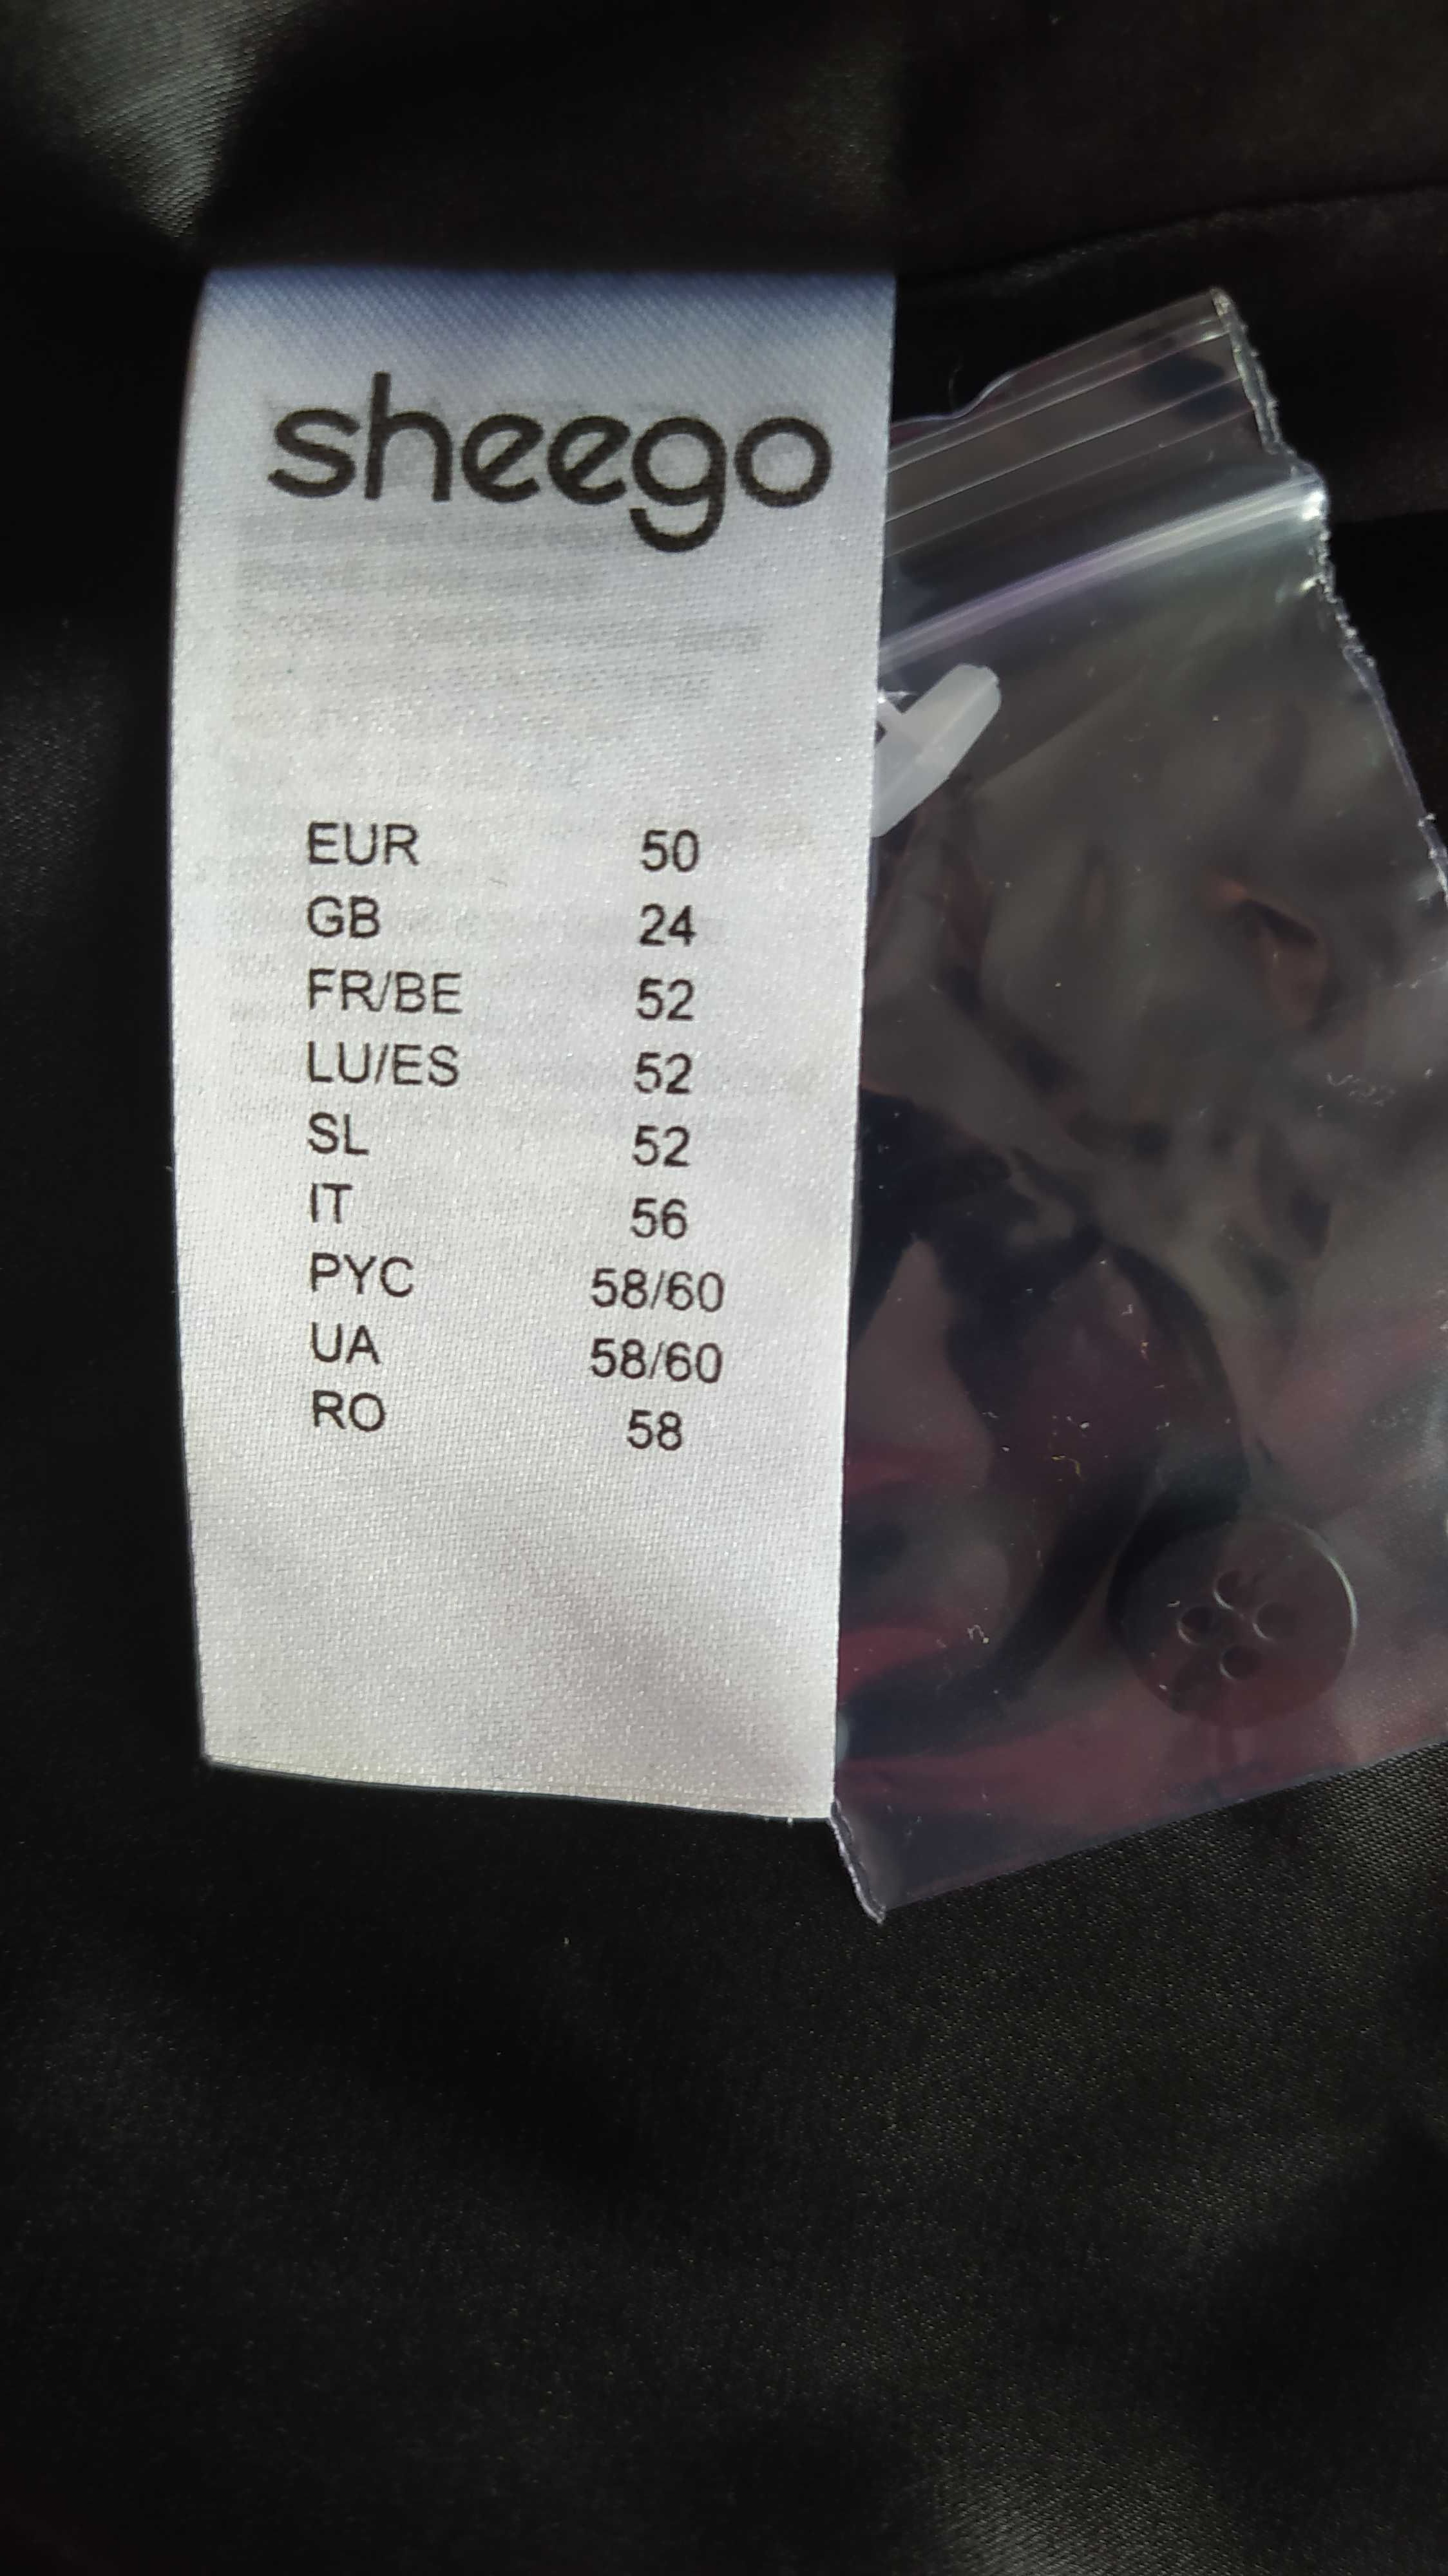 sheego
EUR 50
GB 24
FR/BE 52
LU/ES 52
SL 52
IT 56
РУС 58/60
UA 58/60
RO 58